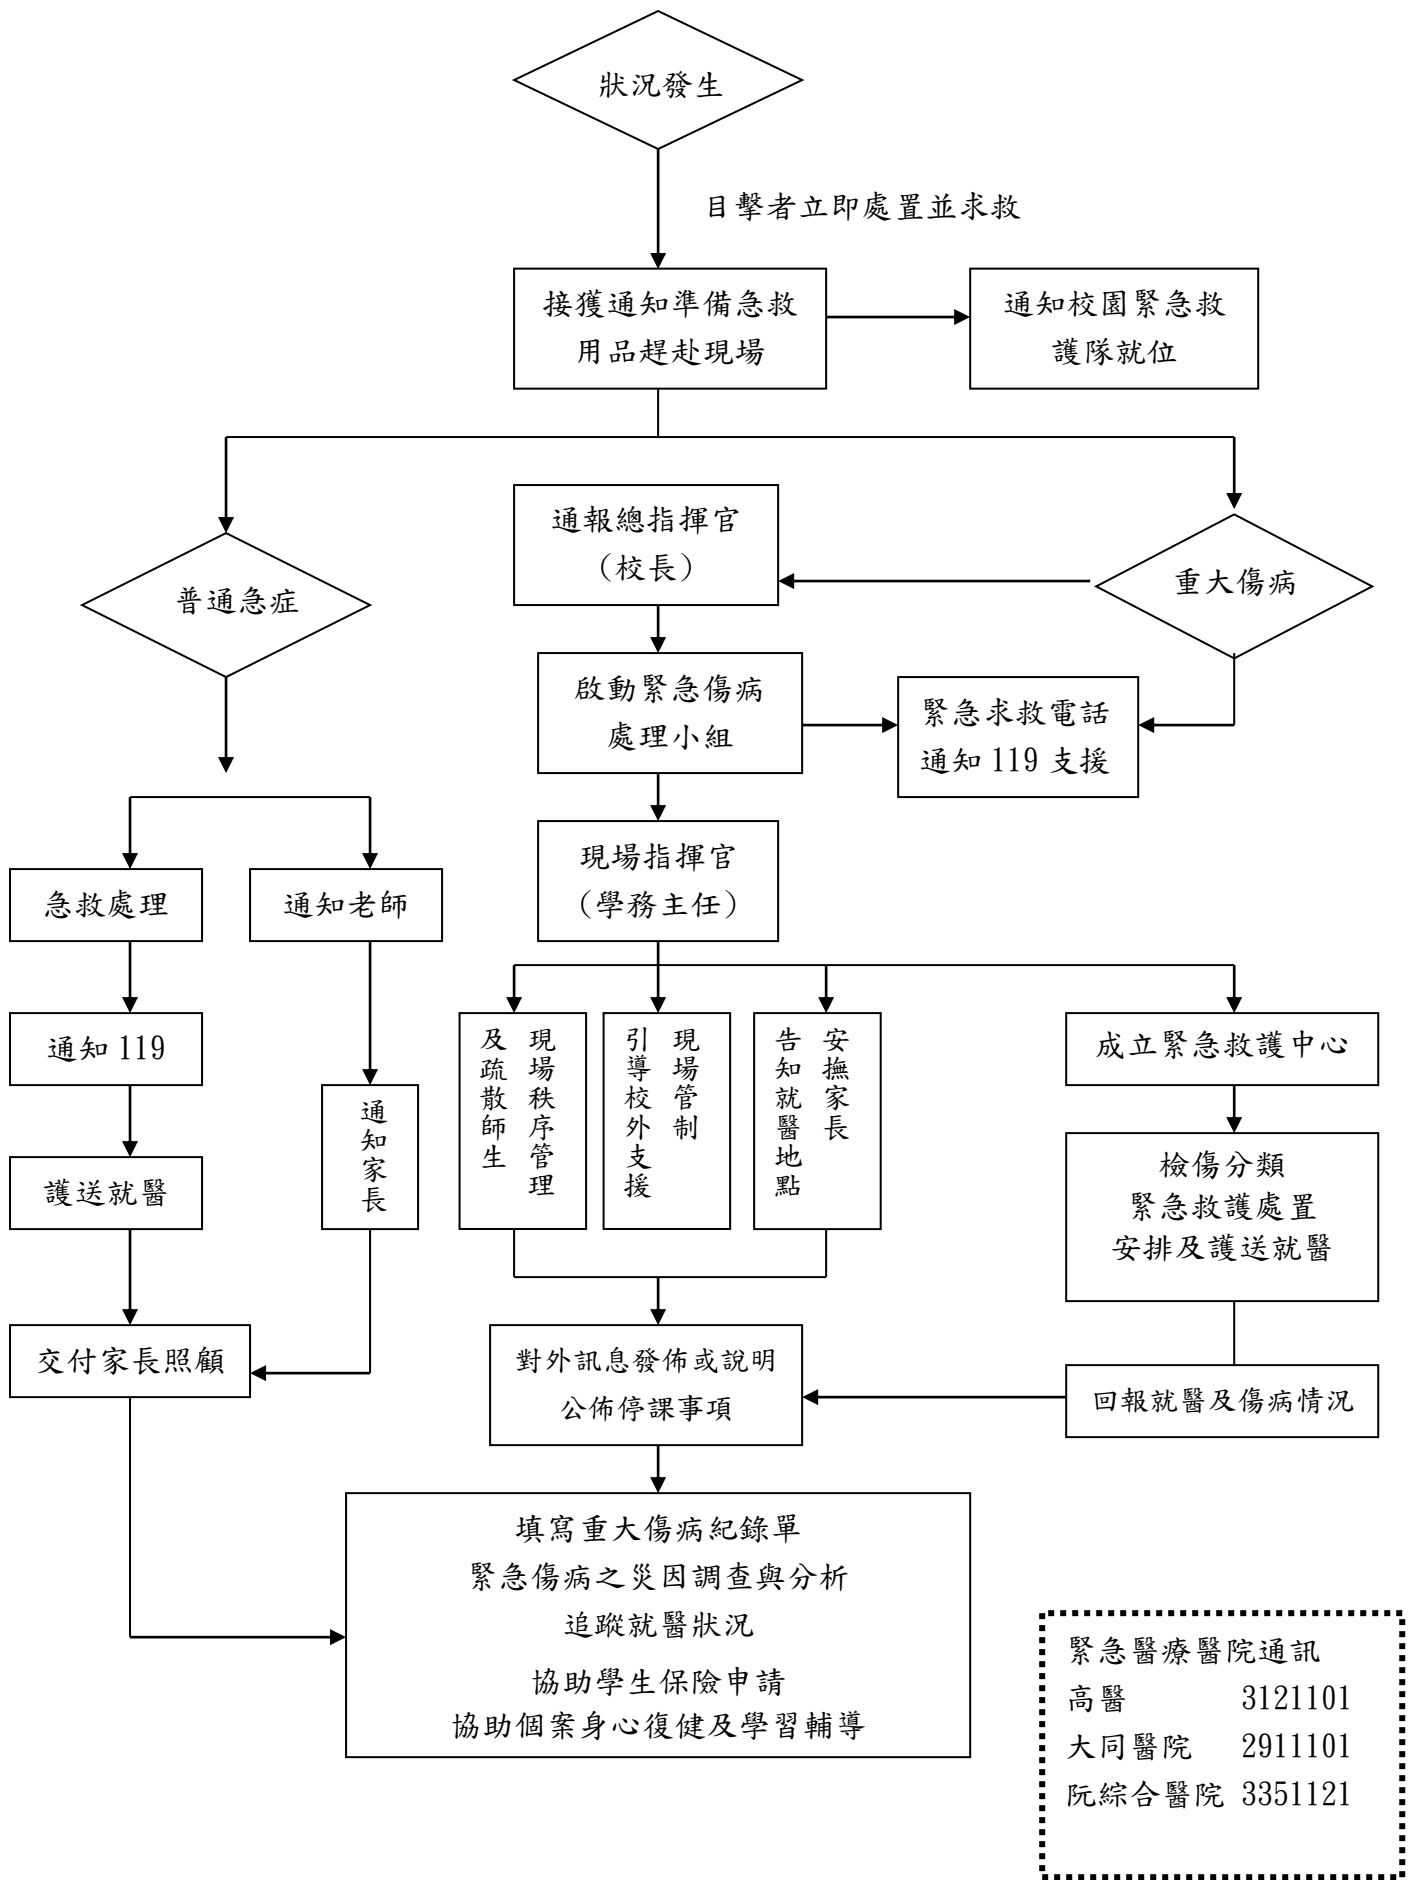 狀況發生
目擊者立即處置並求救
接獲通知準備急救
用品趕赴現場
通知校園緊急救
護隊就位
通報總指揮官
（校長）
重大傷病
普通急症
啟動緊急傷病
處理小組
緊急求救電話
通知 119 支援
現場指揮官
（學務主任）
急救處理
通知老師
通知 119
通知家長
護送就醫
交付家長照顧
現場秩序管理
及疏散師生
現場管制
引導校外支援
安撫家長
告知就醫地點
成立緊急救護中心
檢傷分類
緊急救護處置
安排及護送就醫
對外訊息發佈或說明
公佈停課事項
回報就醫及傷病情況
填寫重大傷病紀錄單
緊急傷病之災因調查與分析
追蹤就醫狀況
協助學生保險申請
協助個案身心復健及學習輔導
緊急醫療醫院通訊
高醫 3121101
大同醫院 2911101
阮綜合醫院 3351121